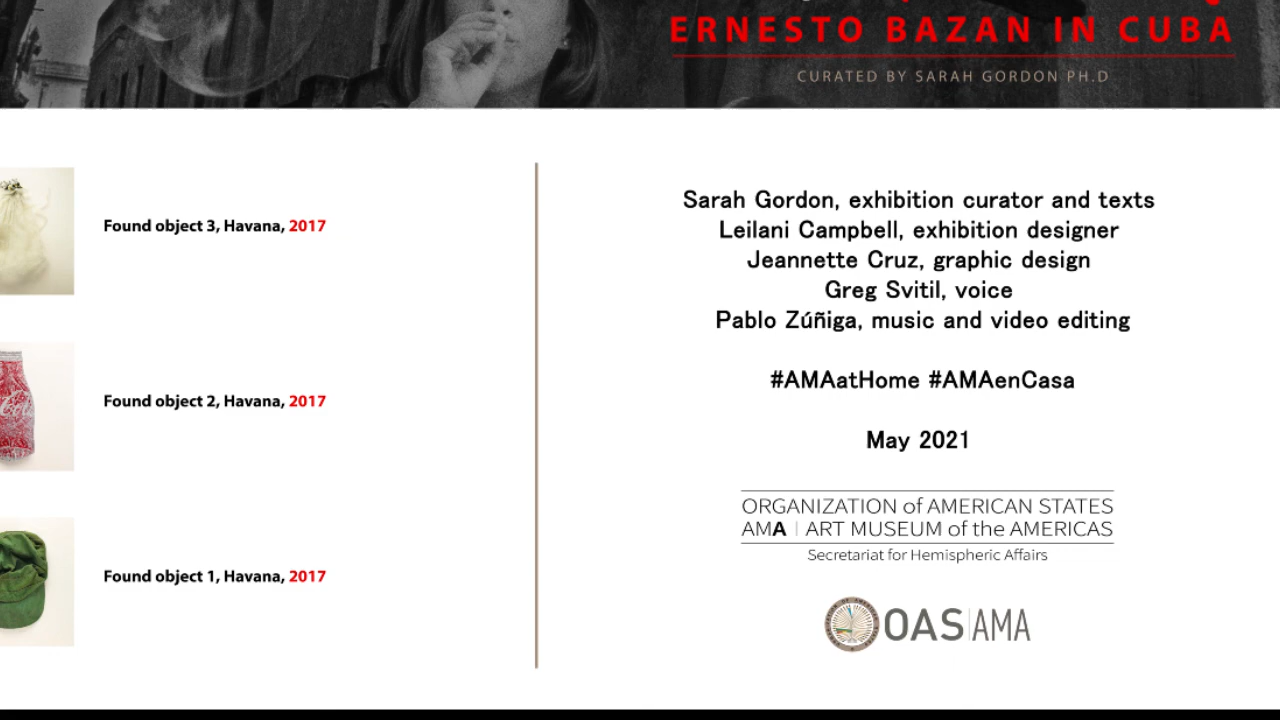 ERNESTO BAZAN IN CUBA
CURATED BY SARAH GORDON PH.D
Found object 3, Havana, 2017
Found object 2, Havana, 2017
Found object 1, Havana, 2017
Sarah Gordon, exhibition curator and texts
Leilani Campbell, exhibition designer
Jeannette Cruz, graphic design
Greg Svitil, voice
Pablo Zúñiga, music and video editing
#AMAatHome #AMAenCasa
May 2021
ORGANIZATION of AMERICAN STATES
AMA | ART MUSEUM of the AMERICAS
Secretariat for Hemispheric Affairs
OAS|AMA